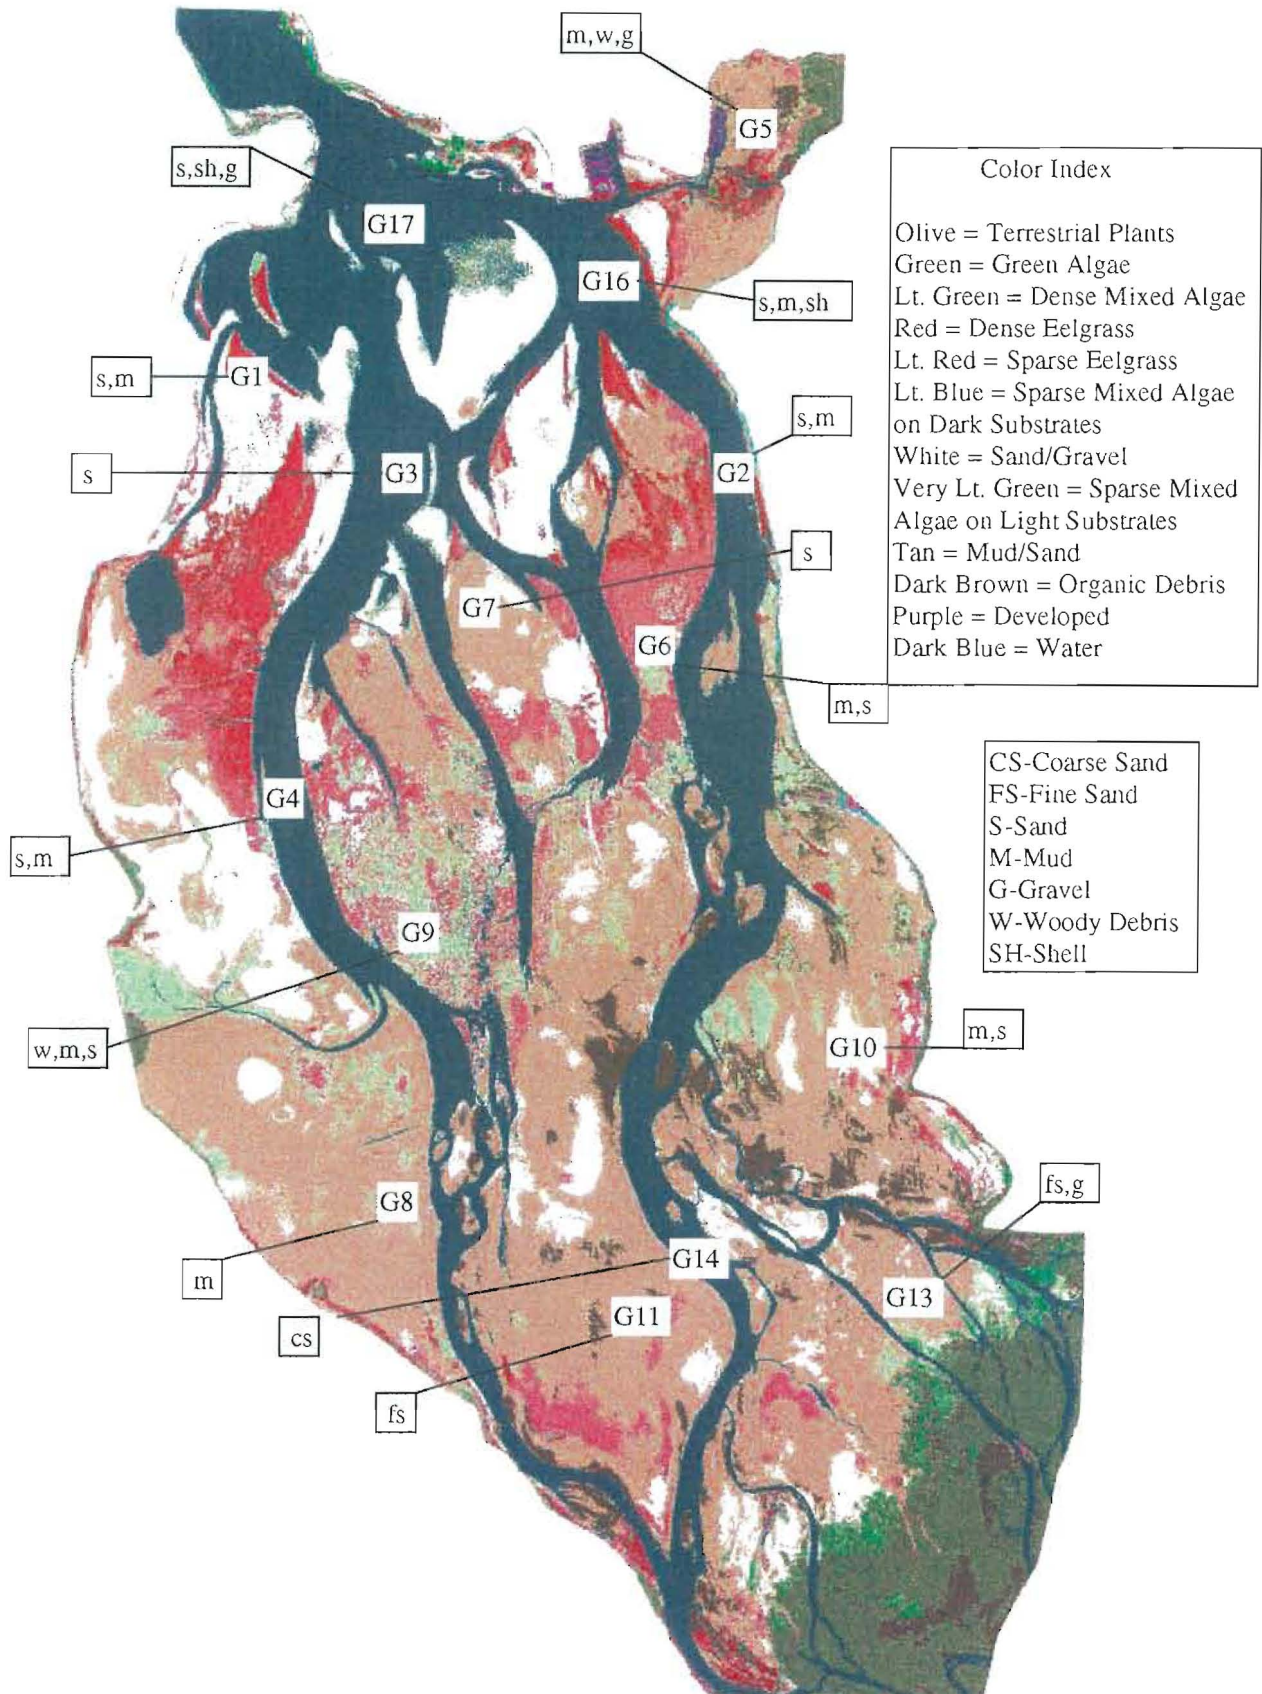 m,w,g
G5
s,sh,g
G17
G16
s,m,sh
s,m
G1
s,m
s
G3
G2
s
G7
G6
m,s
G4
s,m
G9
w,m,s
G10
m,s
G8
fs,g
m
G14
G13
cs
G11
fs
Color Index
Olive = Terrestrial Plants
Green = Green Algae
Lt. Green = Dense Mixed Algae
Red = Dense Eelgrass
Lt. Red = Sparse Eelgrass
Lt. Blue = Sparse Mixed Algae
on Dark Substrates
White = Sand/Gravel
Very Lt. Green = Sparse Mixed
Algae on Light Substrates
Tan = Mud/Sand
Dark Brown = Organic Debris
Purple = Developed
Dark Blue = Water
CS-Coarse Sand
FS-Fine Sand
S-Sand
M-Mud
G-Gravel
W-Woody Debris
SH-Shell